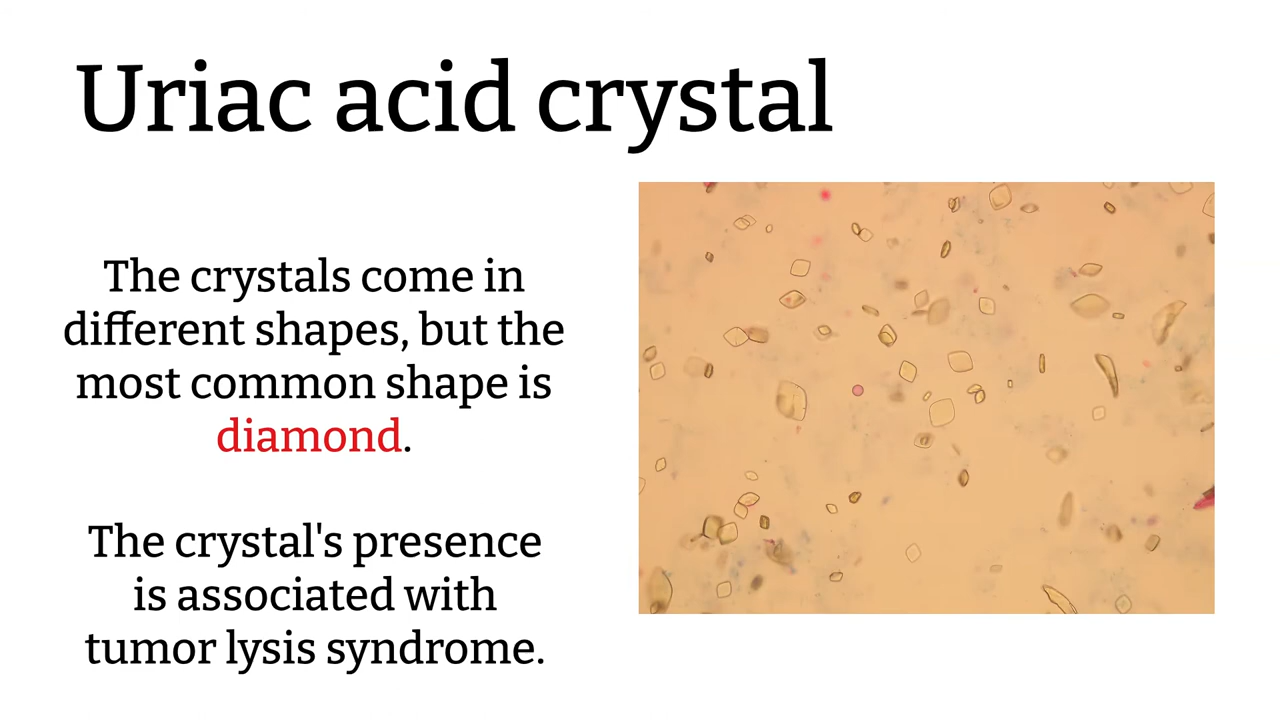 Uriac acid crystal
The crystals come in
different shapes, but the
most common shape is
diamond.
The crystal's presence
is associated with
tumor lysis syndrome.